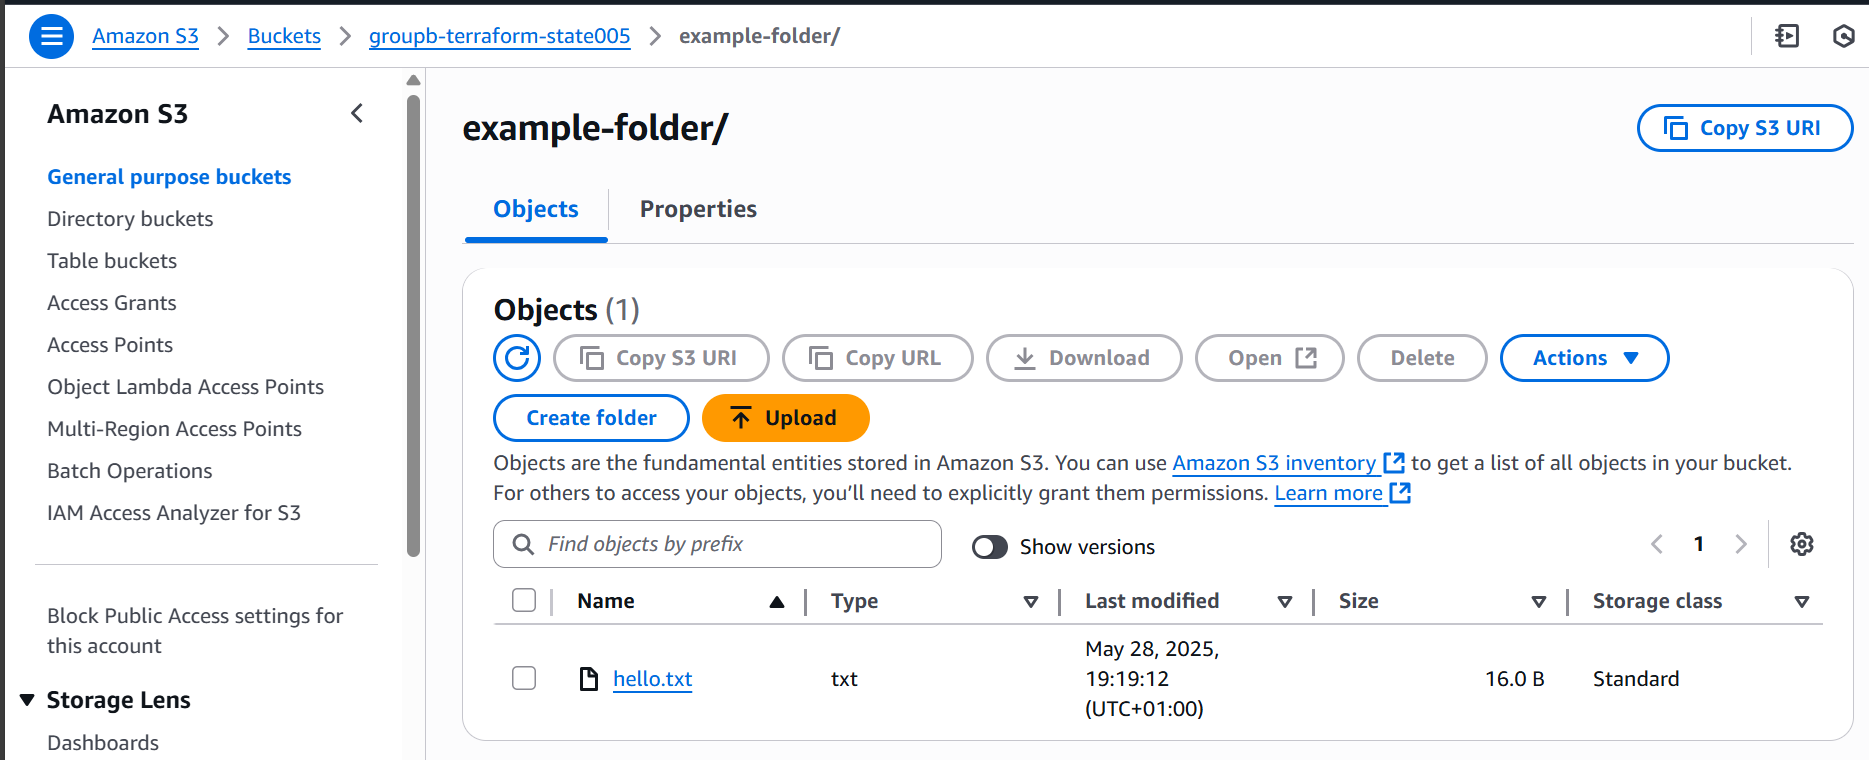 Amazon S3 > Buckets > groupb-terraform-state005 > example-folder/
Amazon S3
General purpose buckets
Directory buckets
Table buckets
Access Grants
Access Points
Object Lambda Access Points
Multi-Region Access Points
Batch Operations
IAM Access Analyzer for S3
Block Public Access settings for
this account
Storage Lens
Dashboards
example-folder/
Copy S3 URI
Objects Properties
Objects (1)
Copy S3 URI Copy URL Download Open Delete Actions
Create folder Upload
Objects are the fundamental entities stored in Amazon S3. You can use Amazon S3 inventory to get a list of all objects in your bucket.
For others to access your objects, you’ll need to explicitly grant them permissions. Learn more
Find objects by prefix Show versions 1
Name Type Last modified Size Storage class
hello.txt txt May 28, 2025, 19:19:12 (UTC+01:00) 16.0 B Standard